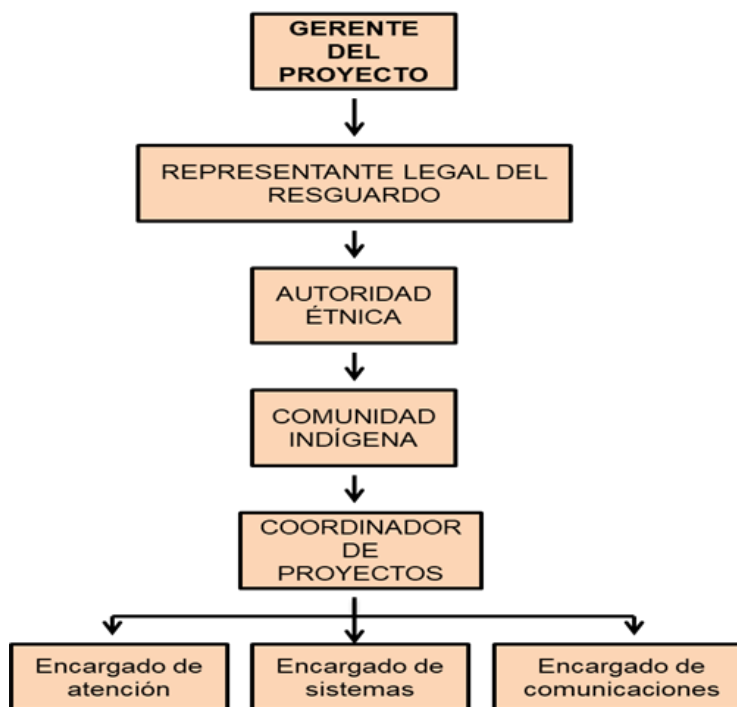 GERENTE
DEL
PROYECTO
REPRESENTANTE LEGAL DEL
RESGUARDO
AUTORIDAD
ÉTNICA
COMUNIDAD
INDÍGENA
COORDINADOR
DE
PROYECTOS
Encargado de
atención
Encargado de
sistemas
Encargado de
comunicaciones